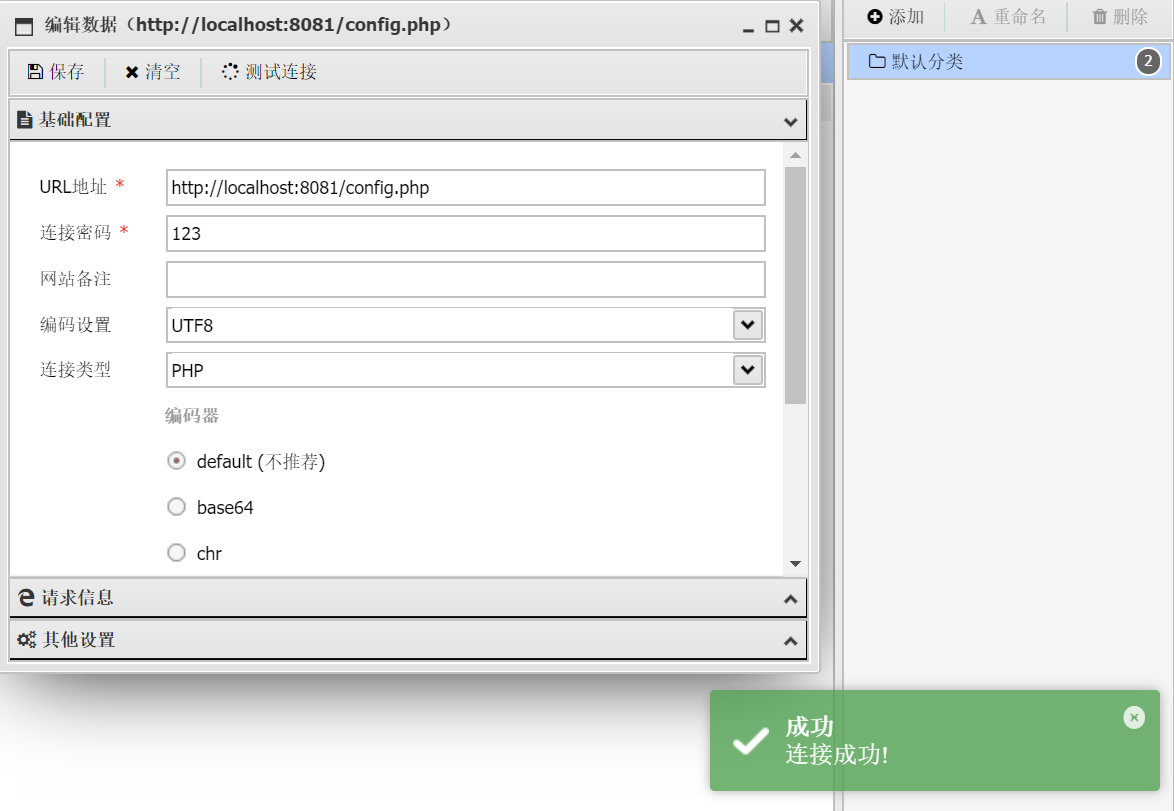 编辑数据（http://localhost:8081/config.php）
添加 重命名 删除
保存 清空 测试连接
默认分类 2
基础配置
URL地址 * http://localhost:8081/config.php
连接密码 * 123
网站备注
编码设置 UTF8
连接类型 PHP
编码器
default (不推荐)
base64
chr
请求信息
其他设置
成功
连接成功!